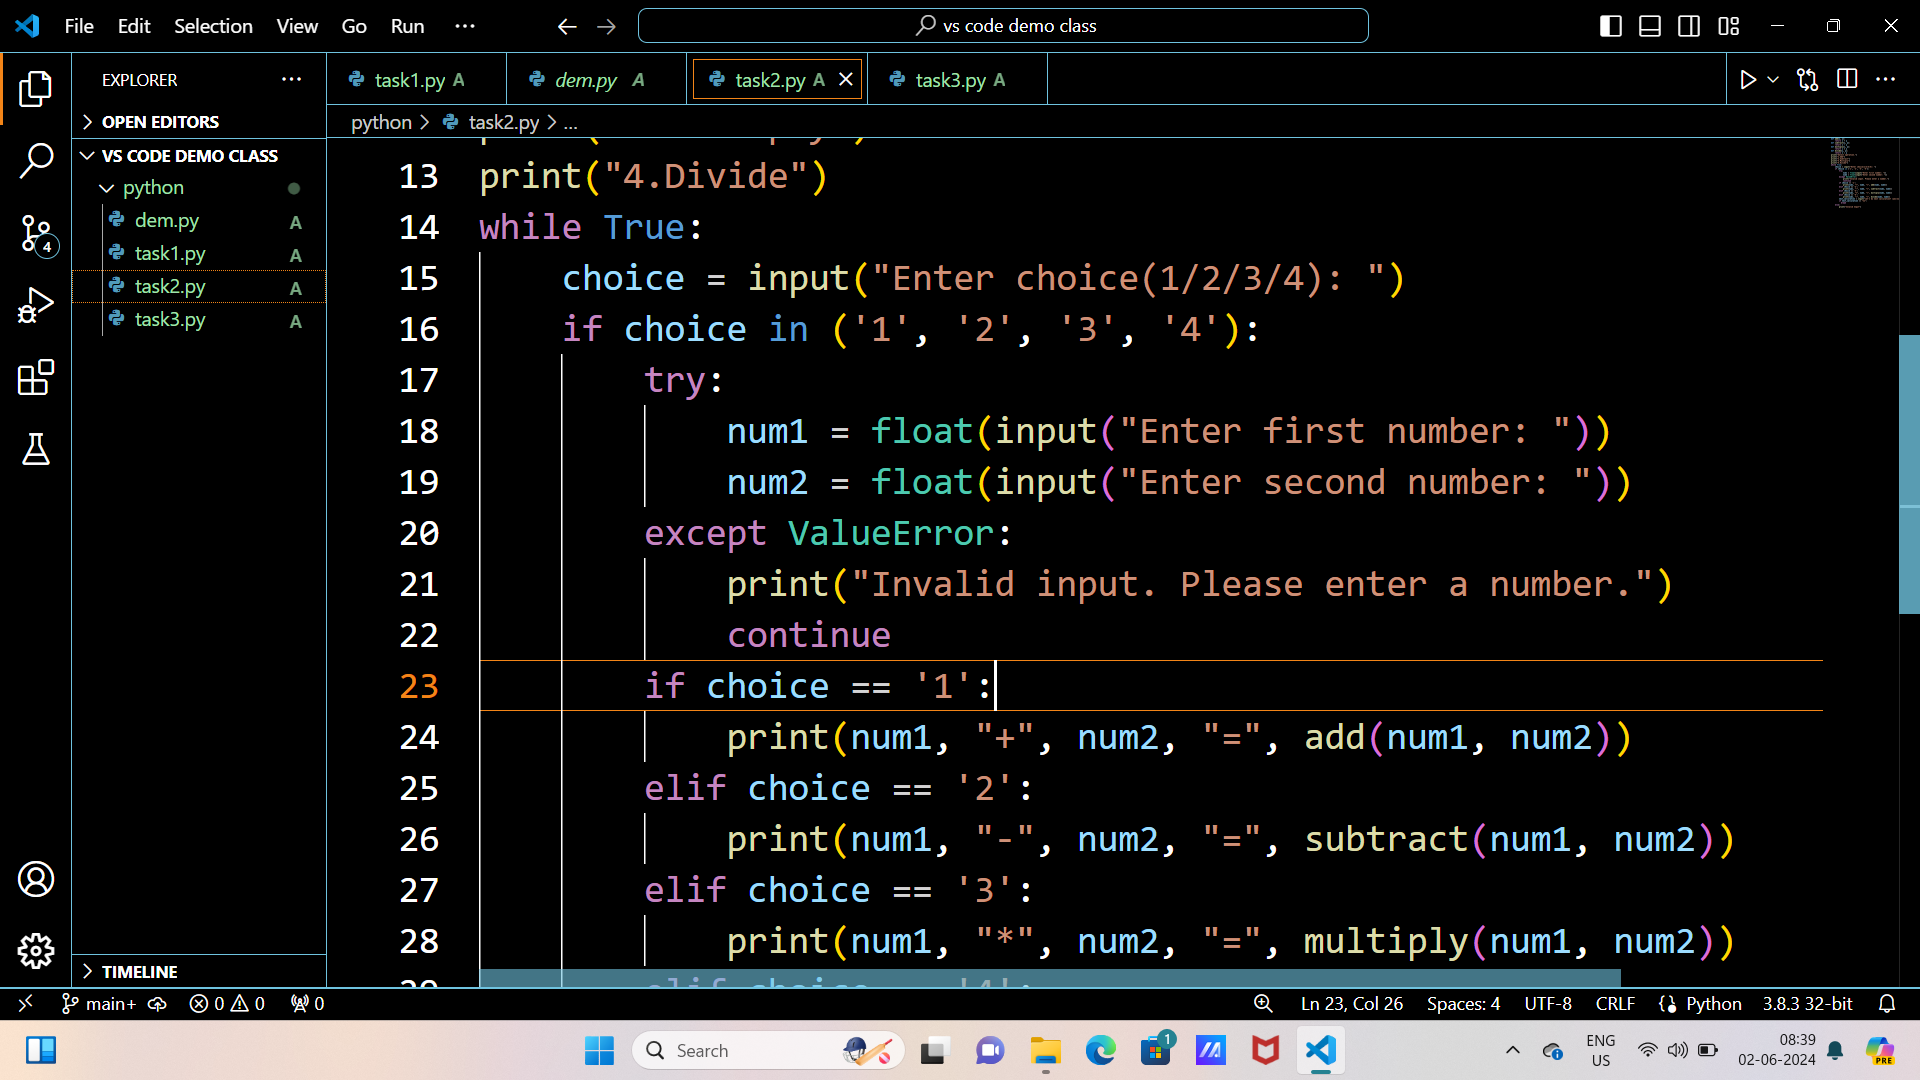 File Edit Selection View Go Run ···
vs code demo class
EXPLORER ···
OPEN EDITORS
VS CODE DEMO CLASS
python
dem.py A
task1.py A
task2.py A
task3.py A
TIMELINE
4
task1.py A
dem.py A
task2.py A
task3.py A
python > task2.py > ...
13 print("4.Divide")
14 while True:
15 choice = input("Enter choice(1/2/3/4): ")
16 if choice in ('1', '2', '3', '4'):
17 try:
18 num1 = float(input("Enter first number: "))
19 num2 = float(input("Enter second number: "))
20 except ValueError:
21 print("Invalid input. Please enter a number.")
22 continue
23 if choice == '1':
24 print(num1, "+", num2, "=", add(num1, num2))
25 elif choice == '2':
26 print(num1, "-", num2, "=", subtract(num1, num2))
27 elif choice == '3':
28 print(num1, "*", num2, "=", multiply(num1, num2))
main+ 0 0 0 Ln 23, Col 26 Spaces: 4 UTF-8 CRLF Python 3.8.3 32-bit
Search
1
ENG
US
08:39
02-06-2024
PRE